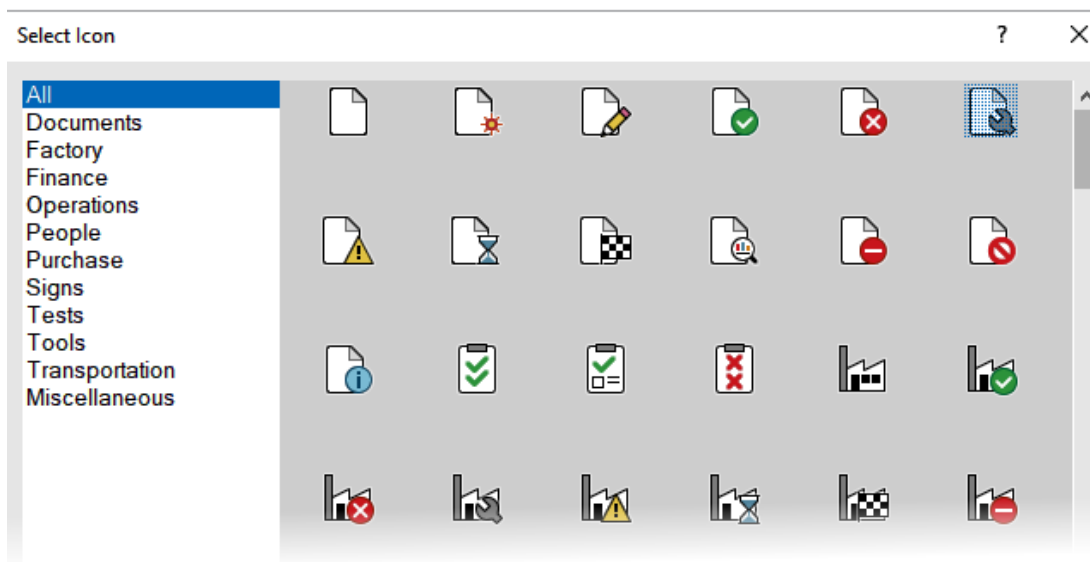 Select Icon
?
All
Documents
Factory
Finance
Operations
People
Purchase
Signs
Tests
Tools
Transportation
Miscellaneous